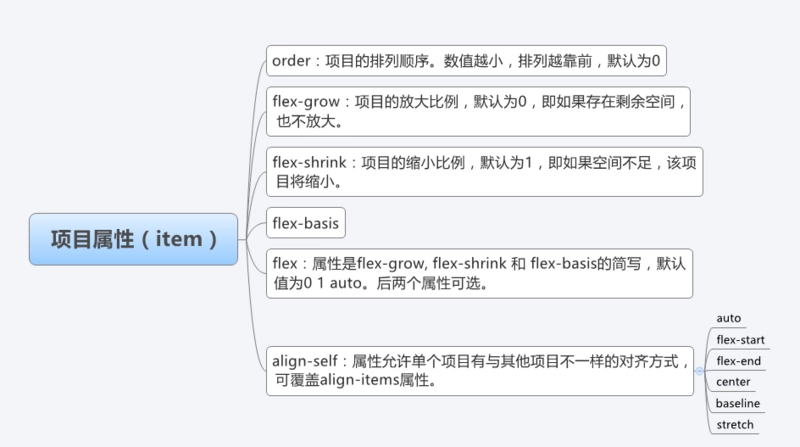 项目属性（item）
order：项目的排列顺序。数值越小，排列越靠前，默认为0
flex-grow：项目的放大比例，默认为0，即如果存在剩余空间，
也不放大。
flex-shrink：项目的缩小比例，默认为1，即如果空间不足，该项
目将缩小。
flex-basis
flex：属性是flex-grow, flex-shrink 和 flex-basis的简写，默认
值为0 1 auto。后两个属性可选。
align-self：属性允许单个项目有与其他项目不一样的对齐方式，
可覆盖align-items属性。
auto
flex-start
flex-end
center
baseline
stretch